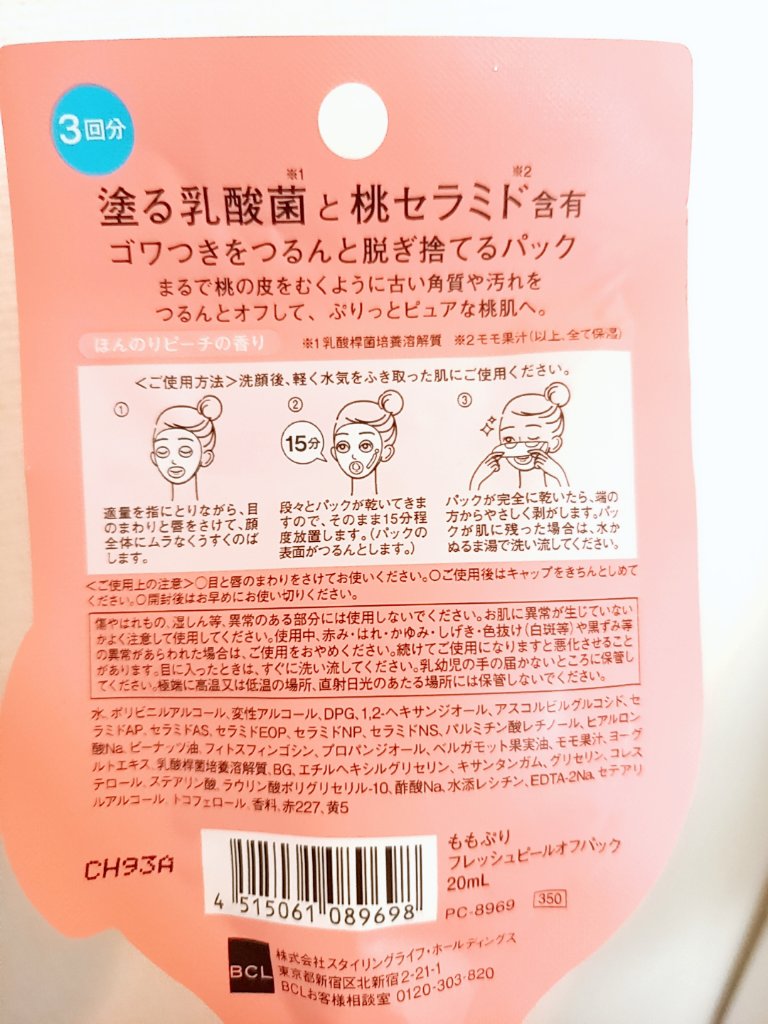 3回分
※1 ※2
塗る乳酸菌と桃セラミド含有
ゴワつきをつるんと脱ぎ捨てるパック
まるで桃の皮をむくように古い角質や汚れを
つるんとオフして、ぷりっとピュアな桃肌へ。
ほんのりピーチの香り ※1乳酸桿菌培養溶解質 ※2モモ果汁(以上、全て保湿)
＜ご使用方法＞洗顔後、軽く水気をふき取った肌にご使用ください。
① ② ③
15分
適量を指にとりながら、目
のまわりと唇をさけて、顔
全体にムラなくうすくのば
します。
段々とパックが乾いてきま
すので、そのまま15分程
度放置します。(パックの
表面がつるんとします。)
パックが完全に乾いたら、端の
方からやさしく剥がします。パッ
クが肌に残った場合は、水か
ぬるま湯で洗い流してください。
＜ご使用上の注意＞○目と唇のまわりをさけてお使いください。○ご使用後はキャップをきちんとしめて
ください。○開封後はお早めにお使い切りください。
傷やはれもの、湿しん等、異常のある部分には使用しないでください。お肌に異常が生じていない
かよく注意して使用してください。使用中、赤み・はれ・かゆみ・しげき・色抜け(白斑等)や黒ずみ等
の異常があらわれた場合は、ご使用をおやめください。続けてご使用になりますと悪化させること
があります。目に入ったときは、すぐに洗い流してください。乳幼児の手の届かないところに保管し
てください。極端に高温又は低温の場所、直射日光のあたる場所には保管しないでください。
水、ポリビニルアルコール、変性アルコール、DPG、1,2-ヘキサンジオール、アスコルビルグルコシド、セ
ラミドAP、セラミドAS、セラミドEOP、セラミドNP、セラミドNS、パルミチン酸レチノール、ヒアルロン
酸Na、ピーナッツ油、フィトスフィンゴシン、プロパンジオール、ベルガモット果実油、モモ果汁、ヨーグ
ルトエキス、乳酸桿菌培養溶解質、BG、エチルヘキシルグリセリン、キサンタンガム、グリセリン、コレス
テロール、ステアリン酸、ラウリン酸ポリグリセリル-10、酢酸Na、水添レシチン、EDTA-2Na、セテアリ
ルアルコール、トコフェロール、香料、赤227、黄5
CH93A
4 515061 089698
ももぷり
フレッシュピールオフパック
20mL
PC-8969 350
BCL
株式会社スタイリングライフ・ホールディングス
東京都新宿区北新宿2-21-1
BCLお客様相談室 0120-303-820